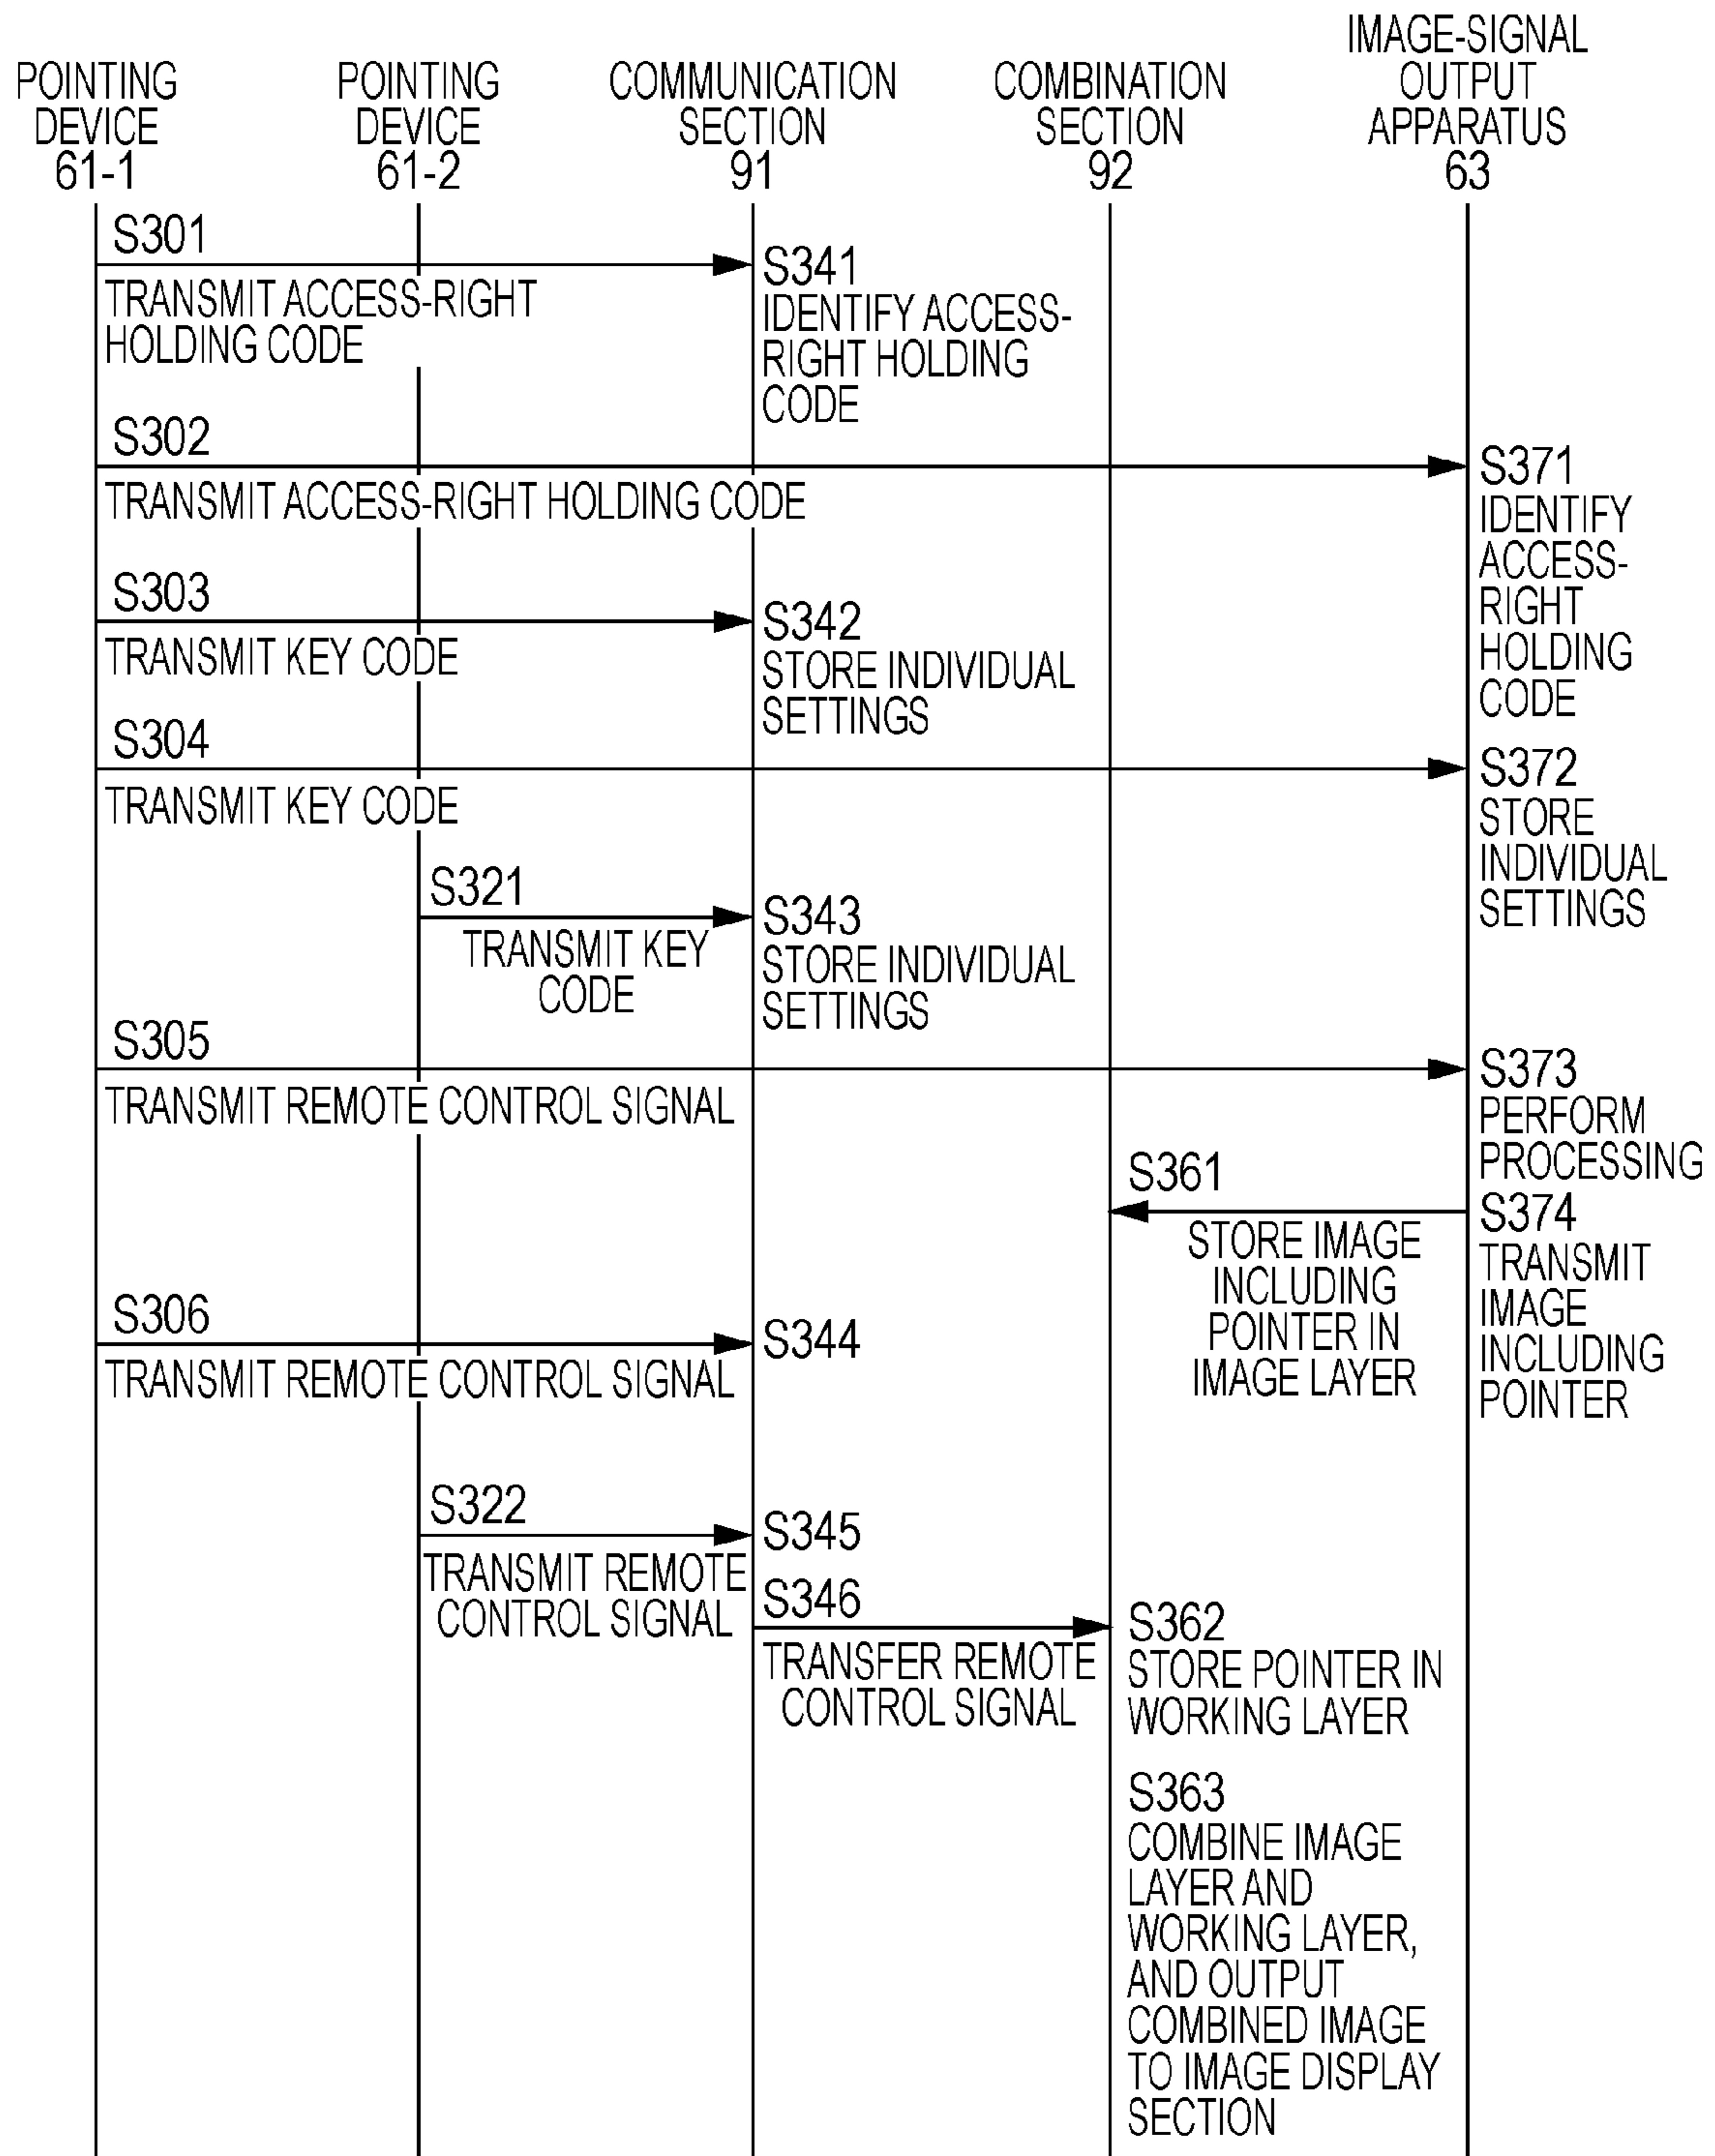 POINTING
DEVICE
61-1
POINTING
DEVICE
61-2
COMMUNICATION
SECTION
91
COMBINATION
SECTION
92
IMAGE-SIGNAL
OUTPUT
APPARATUS
63
S301
TRANSMIT ACCESS-RIGHT
HOLDING CODE
S341
IDENTIFY ACCESS-
RIGHT HOLDING
CODE
S302
TRANSMIT ACCESS-RIGHT HOLDING CODE
S371
IDENTIFY
ACCESS-
RIGHT
HOLDING
CODE
S303
TRANSMIT KEY CODE
S342
STORE INDIVIDUAL
SETTINGS
S304
TRANSMIT KEY CODE
S372
STORE
INDIVIDUAL
SETTINGS
S321
TRANSMIT KEY
CODE
S343
STORE INDIVIDUAL
SETTINGS
S305
TRANSMIT REMOTE CONTROL SIGNAL
S373
PERFORM
PROCESSING
S361
STORE IMAGE
INCLUDING
POINTER IN
IMAGE LAYER
S374
TRANSMIT
IMAGE
INCLUDING
POINTER
S306
TRANSMIT REMOTE CONTROL SIGNAL
S344
S322
TRANSMIT REMOTE
CONTROL SIGNAL
S345
S346
TRANSFER REMOTE
CONTROL SIGNAL
S362
STORE POINTER IN
WORKING LAYER
S363
COMBINE IMAGE
LAYER AND
WORKING LAYER,
AND OUTPUT
COMBINED IMAGE
TO IMAGE DISPLAY
SECTION